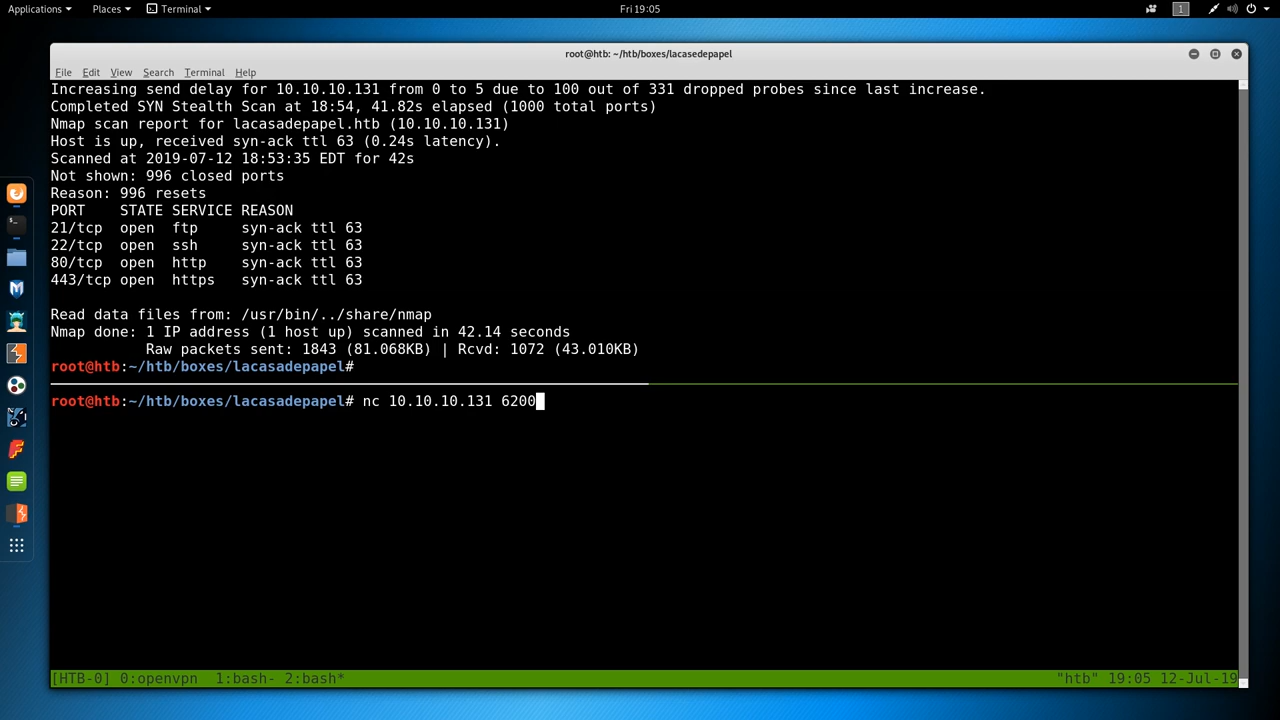 Applications Places Terminal Fri 19:05 1
root@htb: ~/htb/boxes/lacasedepapel
File Edit View Search Terminal Help
Increasing send delay for 10.10.10.131 from 0 to 5 due to 100 out of 331 dropped probes since last increase.
Completed SYN Stealth Scan at 18:54, 41.82s elapsed (1000 total ports)
Nmap scan report for lacasadepapel.htb (10.10.10.131)
Host is up, received syn-ack ttl 63 (0.24s latency).
Scanned at 2019-07-12 18:53:35 EDT for 42s
Not shown: 996 closed ports
Reason: 996 resets
PORT    STATE SERVICE REASON
21/tcp  open  ftp     syn-ack ttl 63
22/tcp  open  ssh     syn-ack ttl 63
80/tcp  open  http    syn-ack ttl 63
443/tcp open  https   syn-ack ttl 63
Read data files from: /usr/bin/../share/nmap
Nmap done: 1 IP address (1 host up) scanned in 42.14 seconds
Raw packets sent: 1843 (81.068KB) | Rcvd: 1072 (43.010KB)
root@htb:~/htb/boxes/lacasadepapel#
root@htb:~/htb/boxes/lacasadepapel# nc 10.10.10.131 6200
[HTB-0] 0:openvpn  1:bash- 2:bash* "htb" 19:05 12-Jul-19